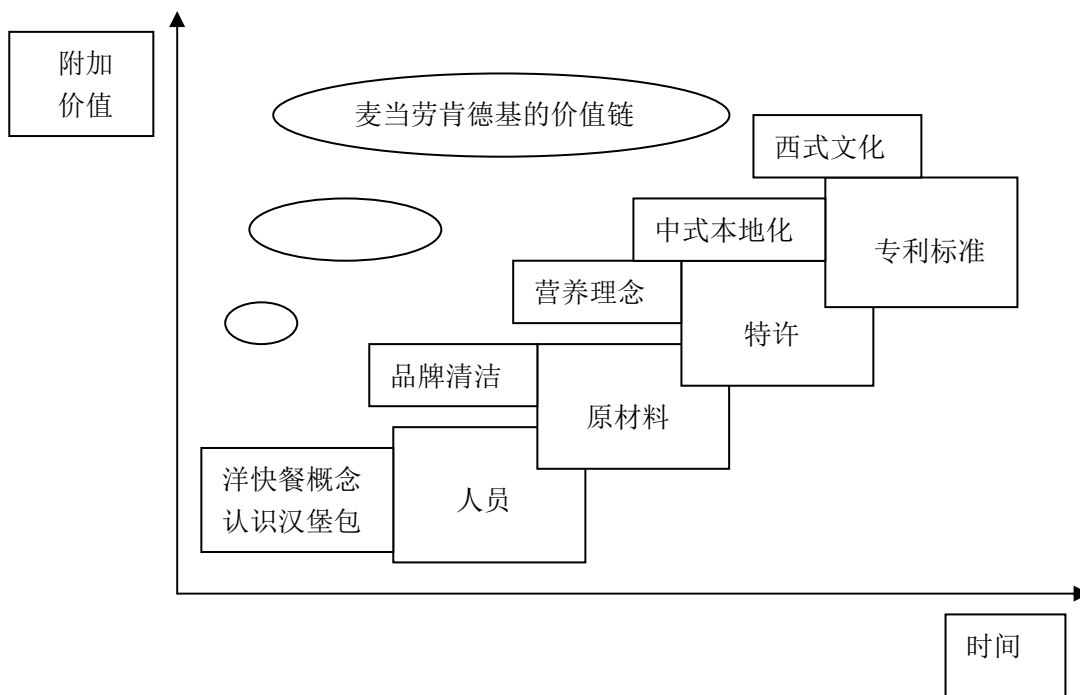 附加
价值
麦当劳肯德基的价值链
西式文化
中式本地化
专利标准
营养理念
特许
品牌清洁
原材料
洋快餐概念
认识汉堡包
人员
时间